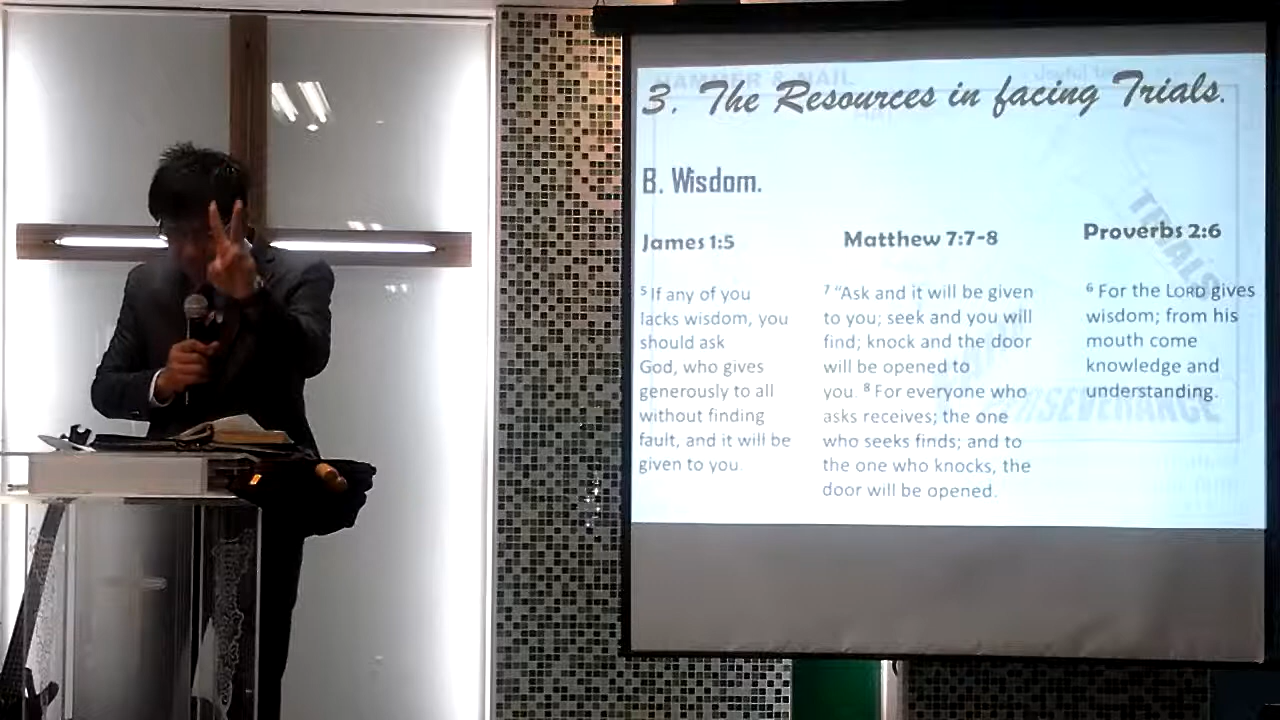 3. The Resources in facing Trials.
B. Wisdom.
James 1:5
⁵ If any of you
lacks wisdom, you
should ask
God, who gives
generously to all
without finding
fault, and it will be
given to you.
Matthew 7:7-8
⁷ “Ask and it will be given
to you; seek and you will
find; knock and the door
will be opened to
you. ⁸ For everyone who
asks receives; the one
who seeks finds; and to
the one who knocks, the
door will be opened.
Proverbs 2:6
⁶ For the LORD gives
wisdom; from his
mouth come
knowledge and
understanding.
HAMMER & NAIL
TRIALS
PERSEVERANCE